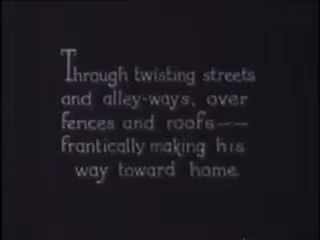 Through twisting streets
and alley-ways, over
fences and roofs--
frantically making his
way toward home